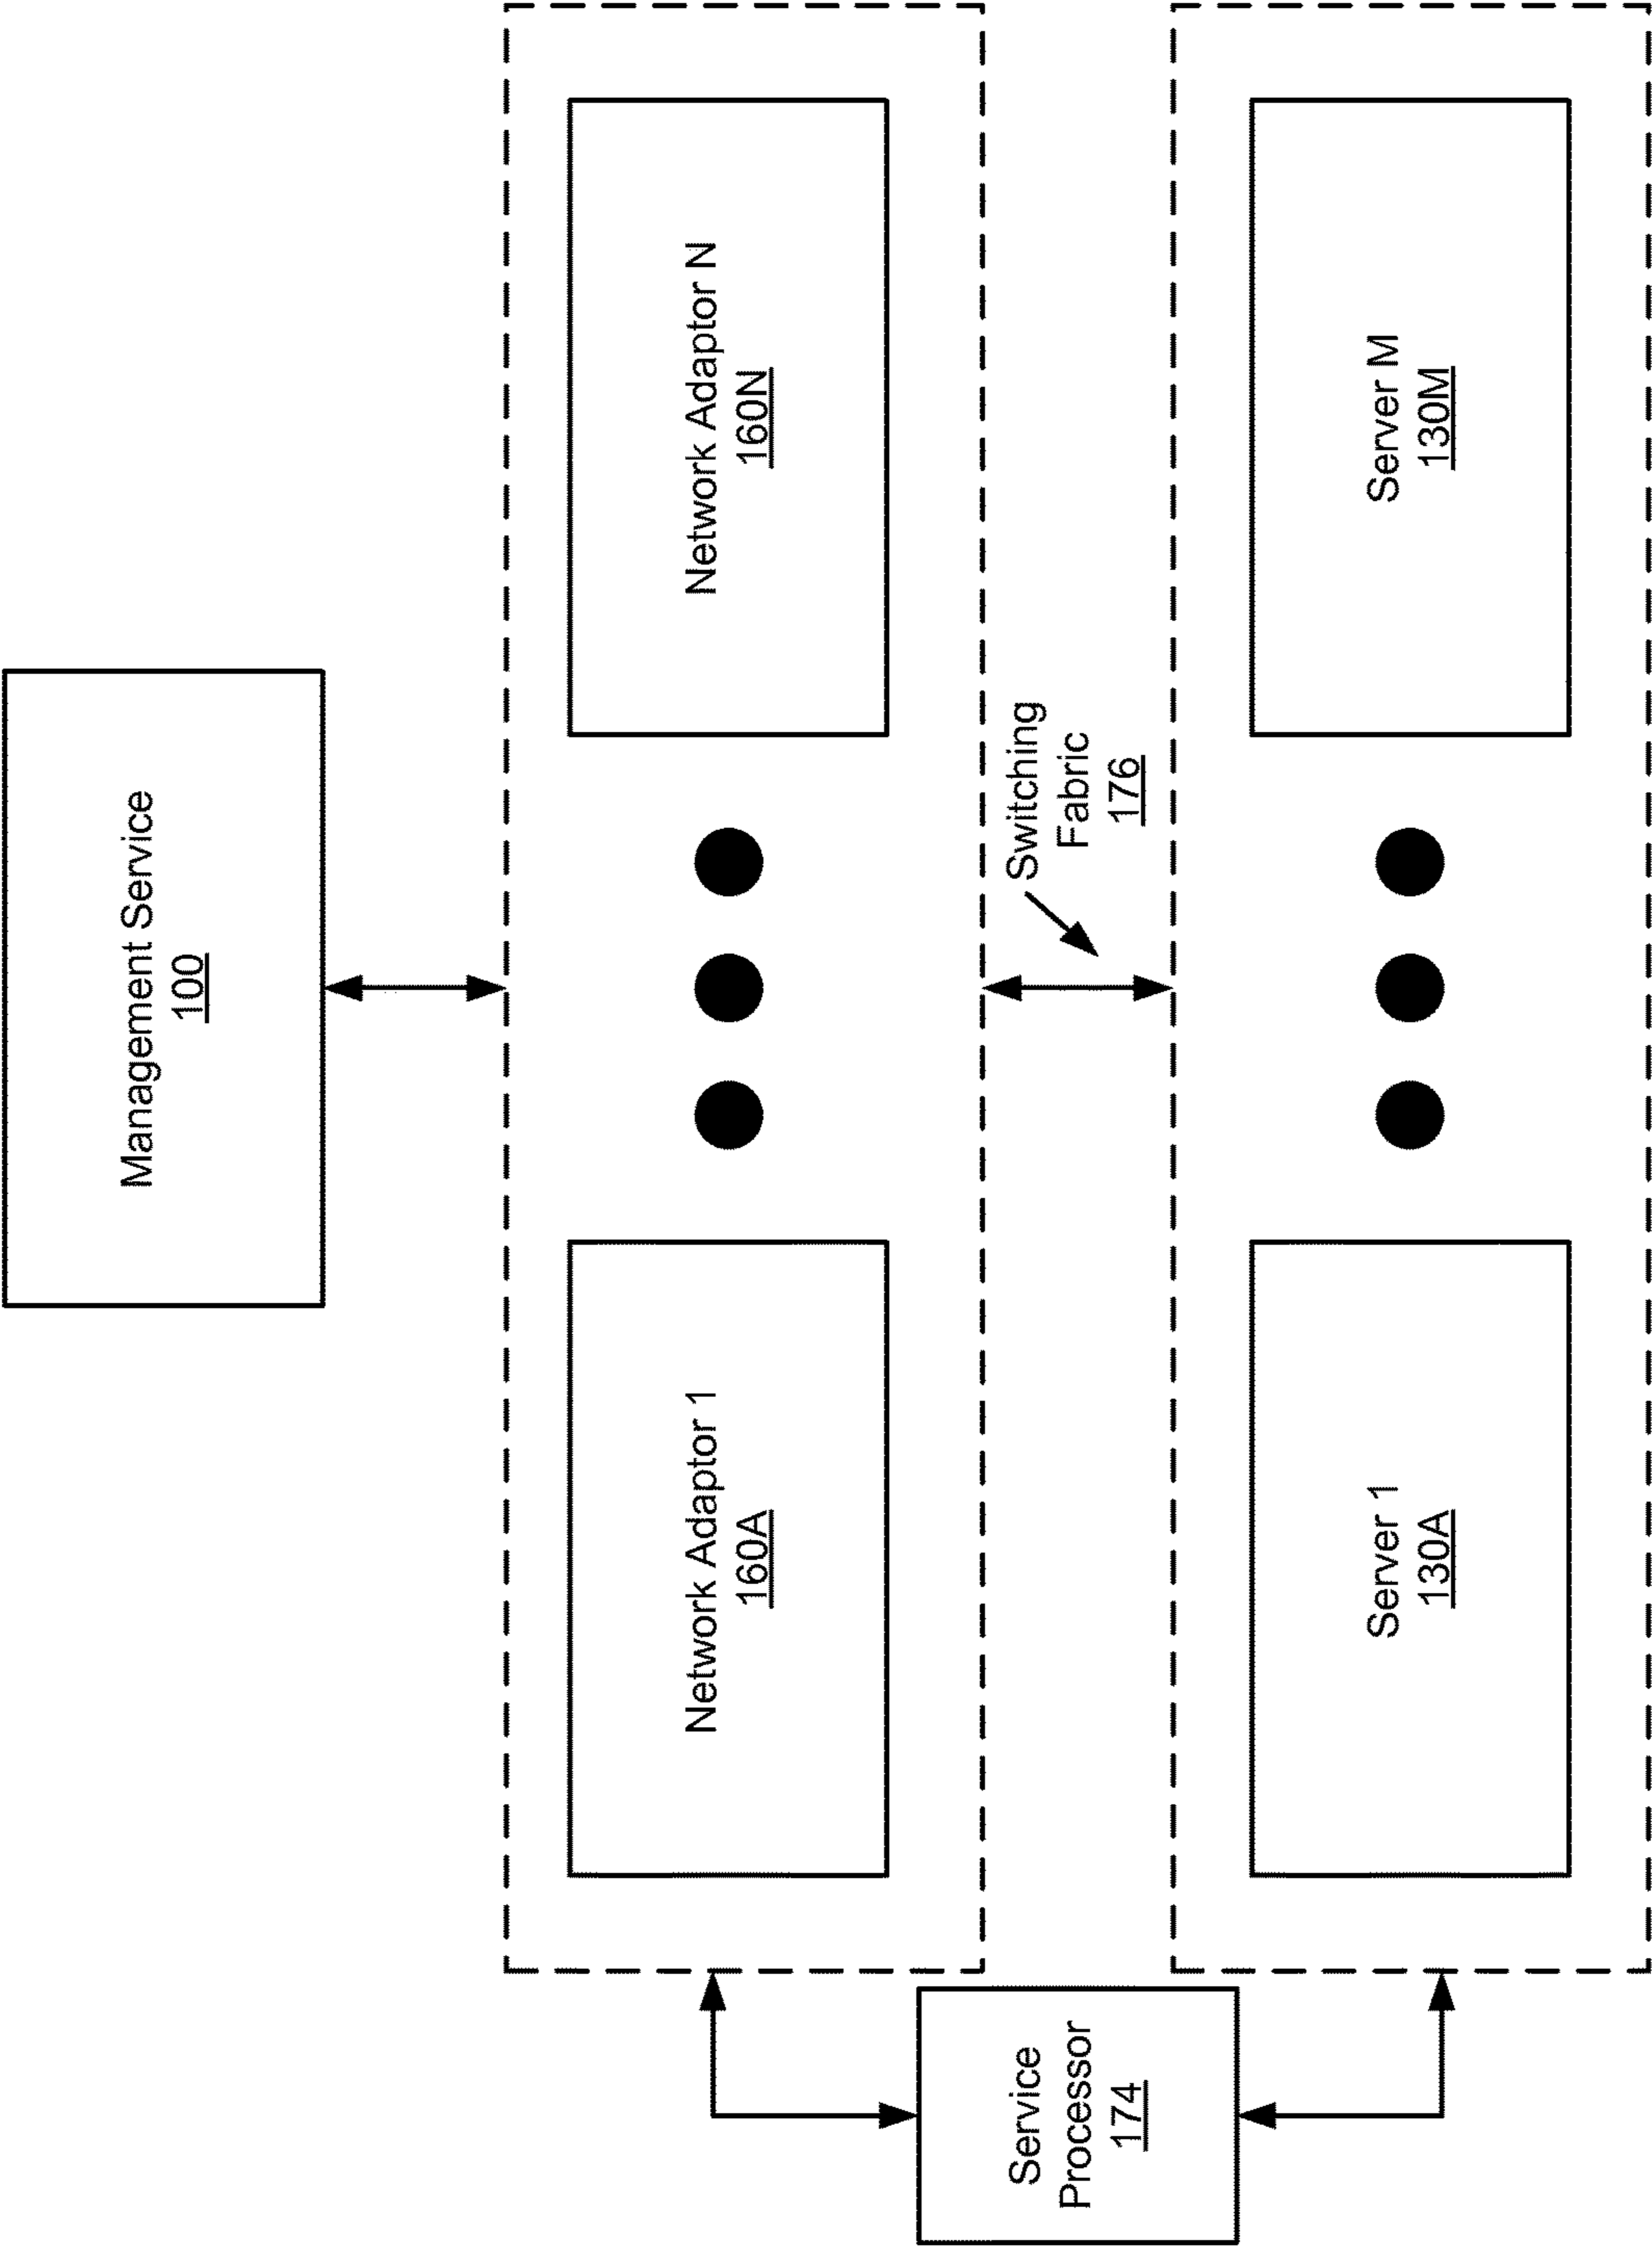 Management Service
100
Network Adaptor 1
160A
Network Adaptor N
160N
Switching
Fabric
176
Service
Processor
174
Server 1
130A
Server M
130M